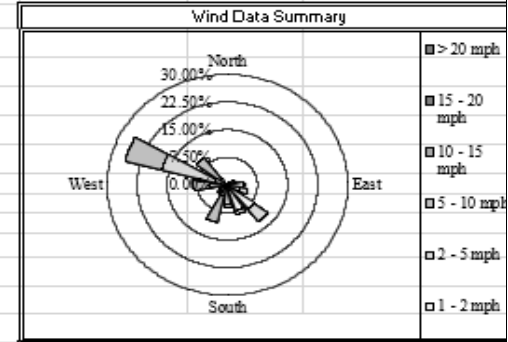 Wind Data Summary
North
30.00%
22.50%
15.00%
7.50%
0.00%
West
East
South
> 20 mph
15 - 20
mph
10 - 15
mph
5 - 10 mph
2 - 5 mph
1 - 2 mph